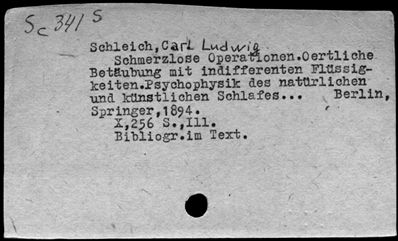 Sc 341 S
Schleich,Carl Ludwig
Schmerzlose Operationen.Oertliche
Betäubung mit indifferenten Flüssig-
keiten.Psychophysik des natürlichen
und künstlichen Schlafes... Berlin,
Springer,1894.
X,256 S.,Ill.
Bibliogr.im Text.